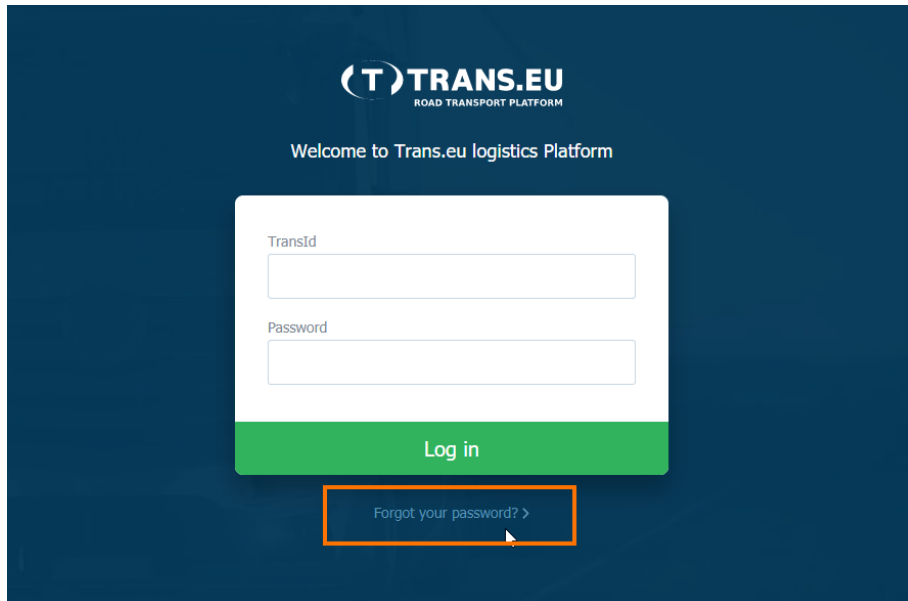 (T) TRANS.EU
ROAD TRANSPORT PLATFORM
Welcome to Trans.eu logistics Platform
TransId
Password
Log in
Forgot your password? >